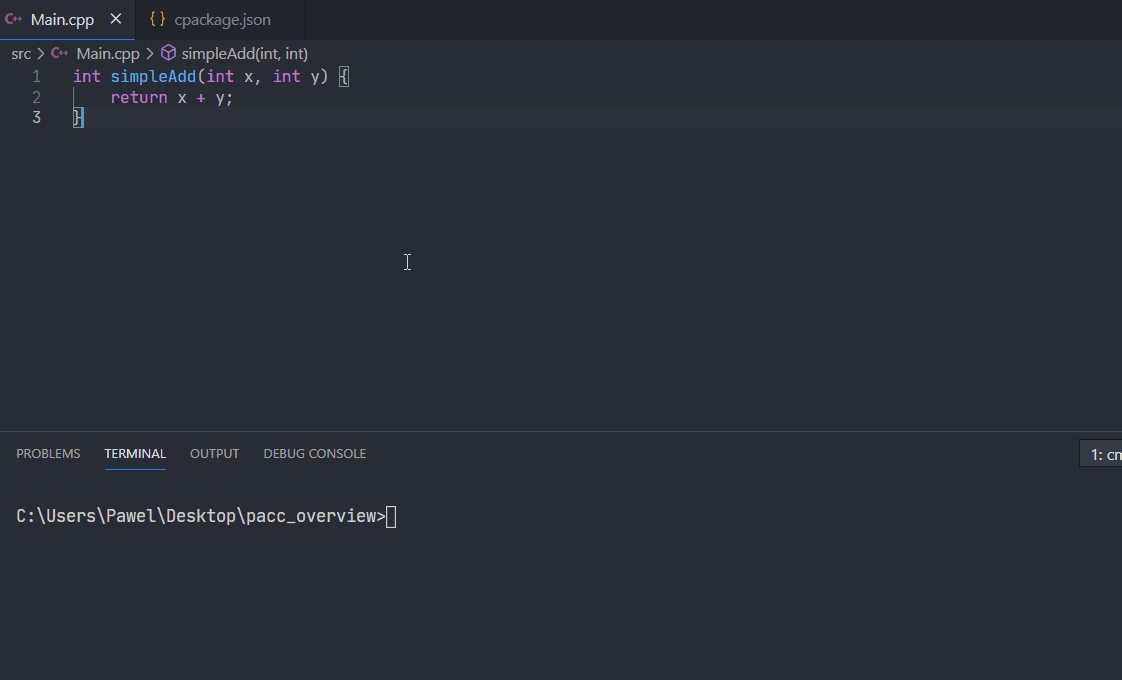 C++ Main.cpp × {} cpackage.json
src > C++ Main.cpp > simpleAdd(int, int)
1 int simpleAdd(int x, int y) {
2     return x + y;
3 }
PROBLEMS TERMINAL OUTPUT DEBUG CONSOLE 1: cm
C:\Users\Pawel\Desktop\pacc_overview>